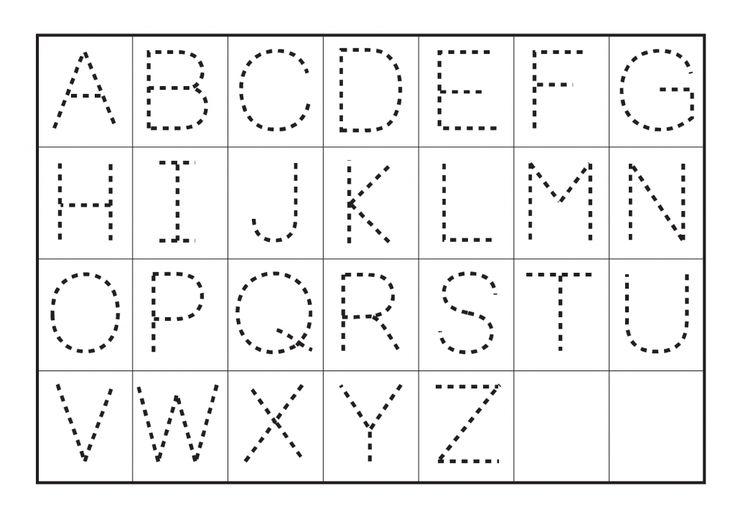 A B C D E F G
H I J K L M N
O P Q R S T U
V W X Y Z